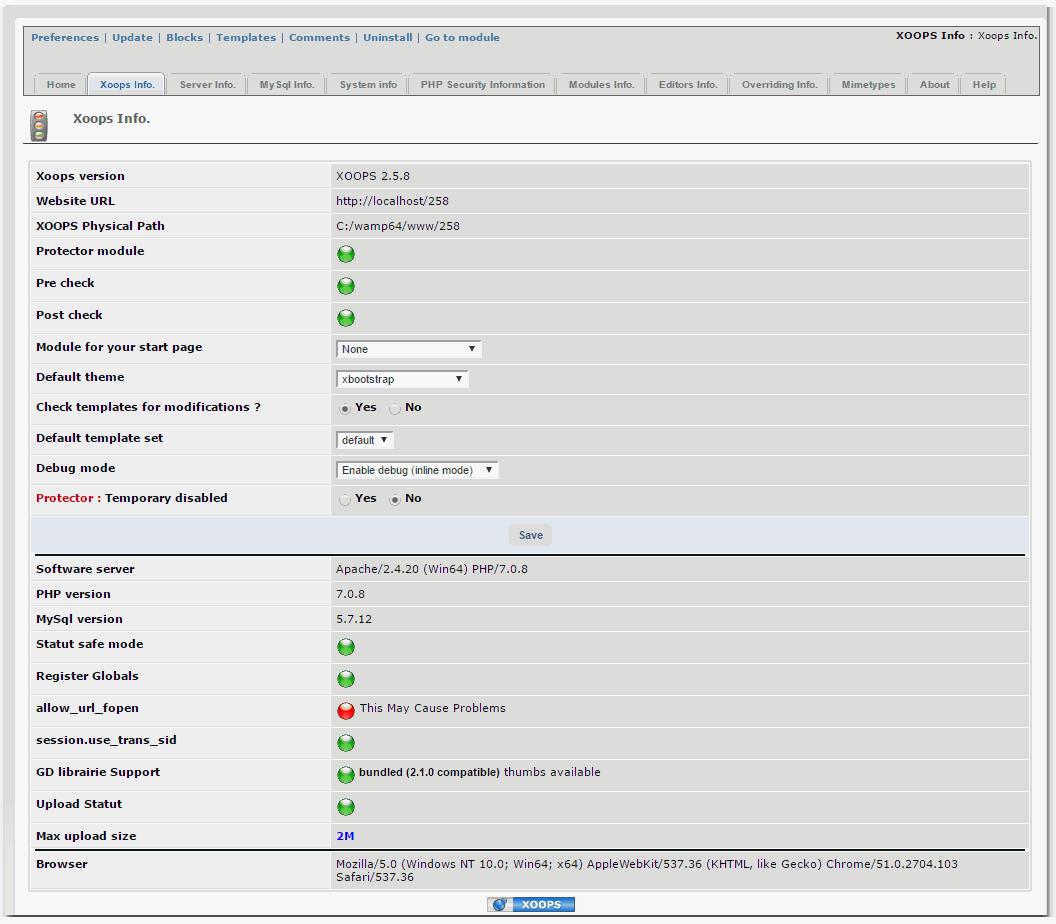 Preferences | Update | Blocks | Templates | Comments | Uninstall | Go to module
XOOPS Info : Xoops Info.
Home Xoops Info. Server Info. MySql Info. System info PHP Security Information Modules Info. Editors Info. Overriding Info. Mimetypes About Help
Xoops Info.
Xoops version XOOPS 2.5.8
Website URL http://localhost/258
XOOPS Physical Path C:/wamp64/www/258
Protector module
Pre check
Post check
Module for your start page None
Default theme xbootstrap
Check templates for modifications ? Yes No
Default template set default
Debug mode Enable debug (inline mode)
Protector : Temporary disabled Yes No
Save
Software server Apache/2.4.20 (Win64) PHP/7.0.8
PHP version 7.0.8
MySql version 5.7.12
Statut safe mode
Register Globals
allow_url_fopen This May Cause Problems
session.use_trans_sid
GD librairie Support bundled (2.1.0 compatible) thumbs available
Upload Statut
Max upload size 2M
Browser Mozilla/5.0 (Windows NT 10.0; Win64; x64) AppleWebKit/537.36 (KHTML, like Gecko) Chrome/51.0.2704.103
Safari/537.36
XOOPS